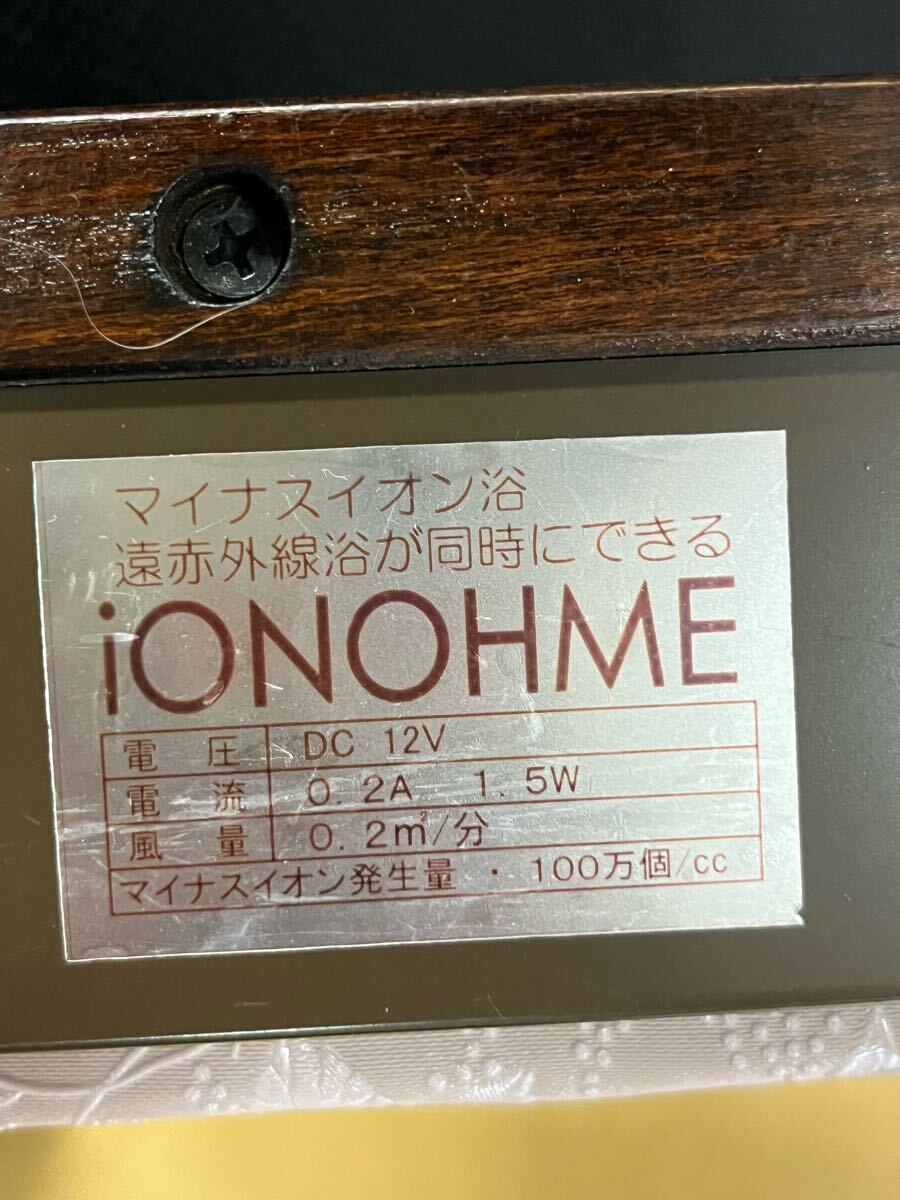 マイナスイオン浴
遠赤外線浴が同時にできる
iONOHME
電 圧 DC 12V
電 流 0.2A 1.5W
風 量 0.2㎥/分
マイナスイオン発生量 ・ 100万個/cc